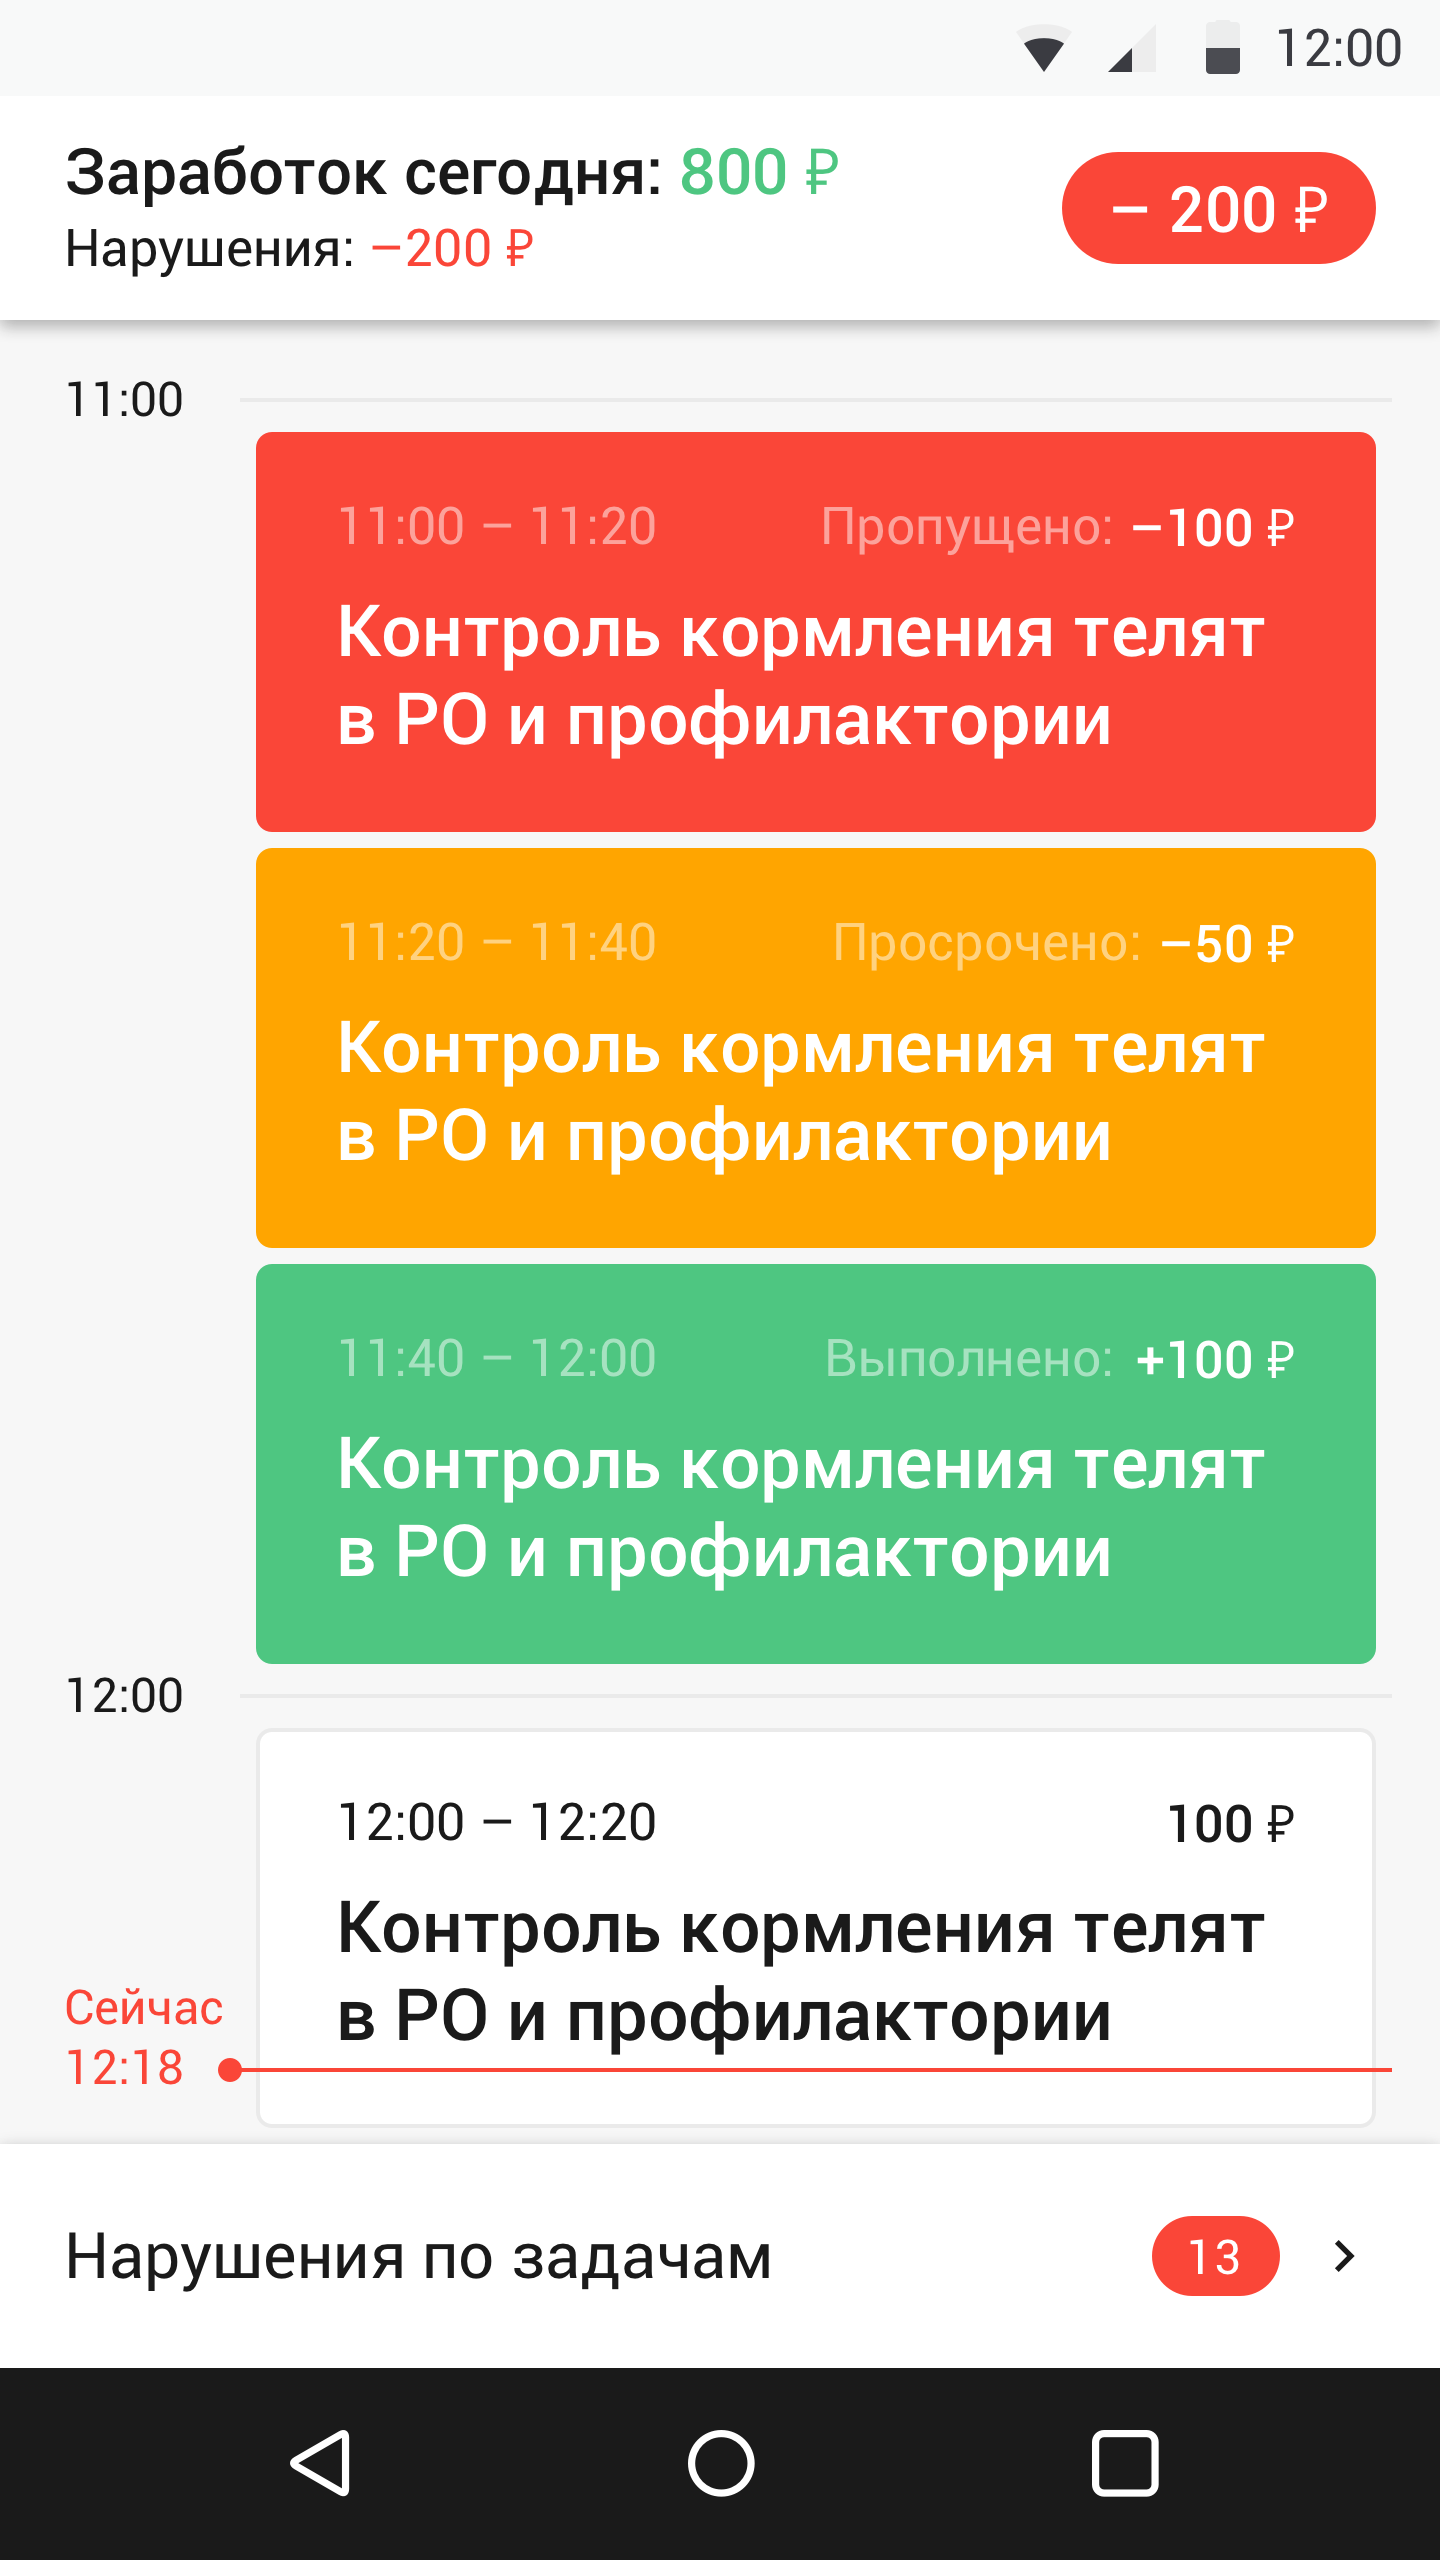 12:00
Заработок сегодня: 800 ₽
Нарушения: –200 ₽
– 200 ₽
11:00
11:00 – 11:20
Пропущено: –100 ₽
Контроль кормления телят
в РО и профилактории
11:20 – 11:40
Просрочено: –50 ₽
Контроль кормления телят
в РО и профилактории
11:40 – 12:00
Выполнено: +100 ₽
Контроль кормления телят
в РО и профилактории
12:00
12:00 – 12:20
100 ₽
Контроль кормления телят
в РО и профилактории
Сейчас
12:18
Нарушения по задачам
13